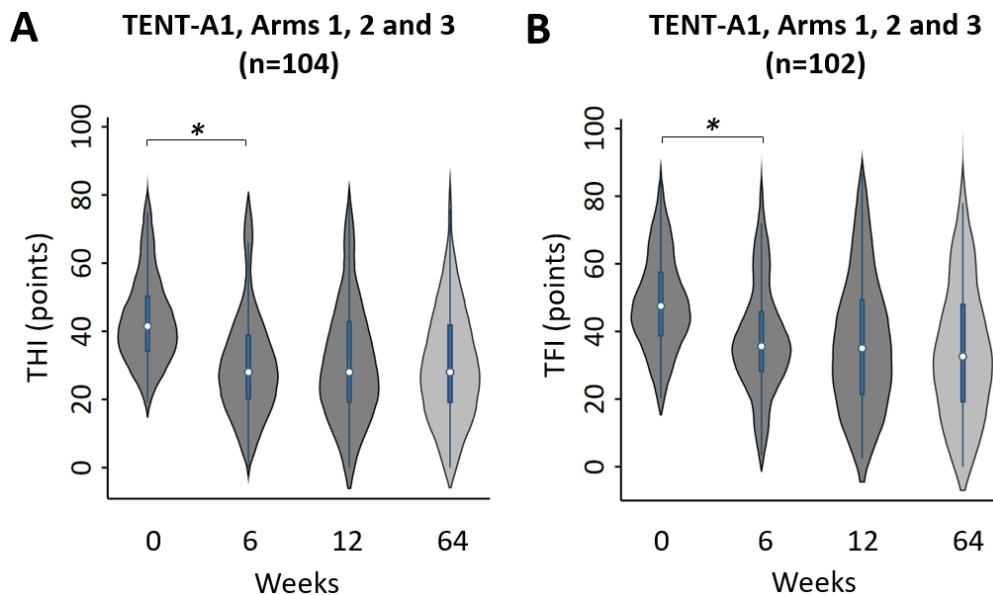 A
TENT-A1, Arms 1, 2 and 3
(n=104)
THI (points)
100
80
60
40
20
0
*
0 6 12 64
Weeks
B
TENT-A1, Arms 1, 2 and 3
(n=102)
TFI (points)
100
80
60
40
20
0
*
0 6 12 64
Weeks